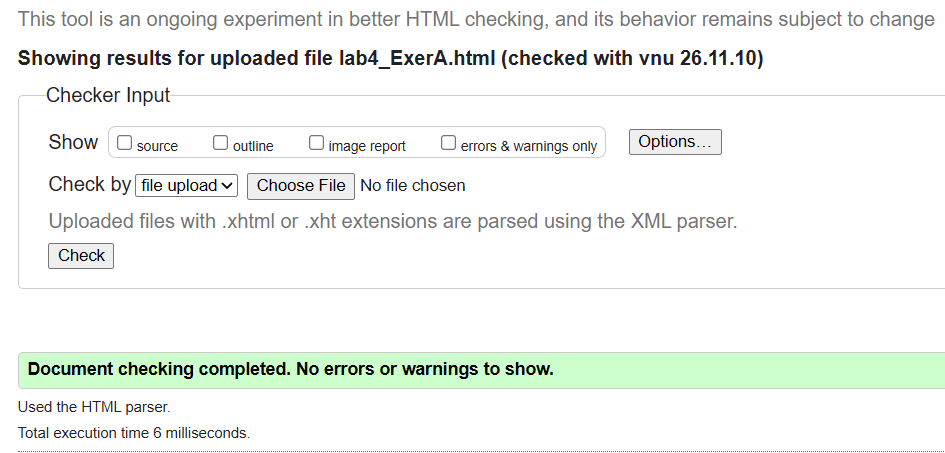 This tool is an ongoing experiment in better HTML checking, and its behavior remains subject to change
Showing results for uploaded file lab4_ExerA.html (checked with vnu 26.11.10)
Checker Input
Show source outline image report errors & warnings only Options...
Check by file upload Choose File No file chosen
Uploaded files with .xhtml or .xht extensions are parsed using the XML parser.
Check
Document checking completed. No errors or warnings to show.
Used the HTML parser.
Total execution time 6 milliseconds.